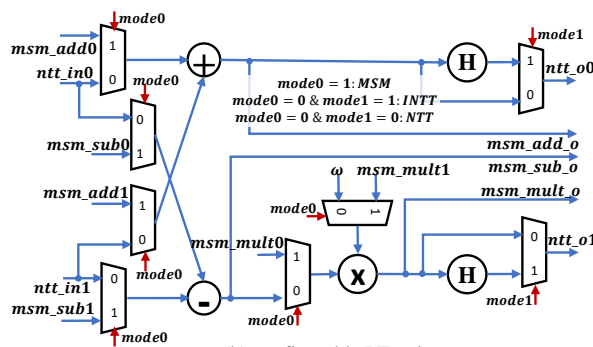 mode0
msm_add0
1
mode1
ntt_in0
0
+
H
1
ntt_o0
0
mode0
mode0 = 1: MSM
mode0 = 0 & mode1 = 1: INTT
mode0 = 0 & mode1 = 0: NTT
0
msm_sub0
1
msm_add_o
msm_sub_o
msm_add1
1
ω
msm_mult1
msm_mult_o
0
mode0
0
1
mode0
msm_mult0
1
0
ntt_o1
ntt_in1
0
X
H
1
msm_sub1
1
-
0
mode0
mode0
mode1